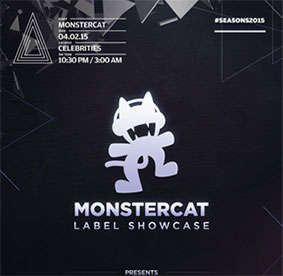 MONSTERCAT
04.02.15
CELEBRITIES
10:30 PM / 3:00 AM
#SEASONS2015
MONSTERCAT
LABEL SHOWCASE
PRESENTS